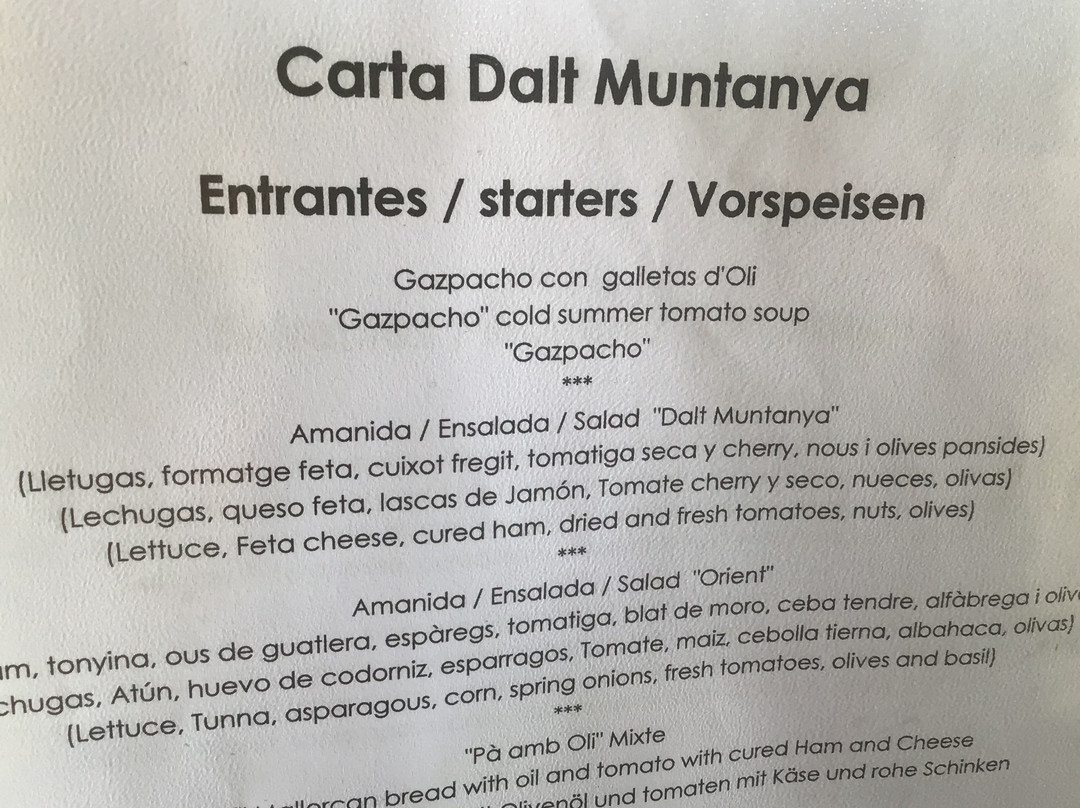 Carta Dalt Muntanya
Entrantes / starters / Vorspeisen
Gazpacho con galletas d'Oli
"Gazpacho" cold summer tomato soup
"Gazpacho"
***
Amanida / Ensalada / Salad "Dalt Muntanya"
(Lletugas, formatge feta, cuixot fregit, tomatiga seca y cherry, nous i olives pansides)
(Lechugas, queso feta, lascas de Jamón, Tomate cherry y seco, nueces, olivas)
(Lettuce, Feta cheese, cured ham, dried and fresh tomatoes, nuts, olives)
***
Amanida / Ensalada / Salad "Orient"
tonyina, ous de guatlera, espàregs, tomatiga, blat de moro, ceba tendre, alfàbrega i
Atún, huevo de codorniz, esparragos, Tomate, maiz, cebolla tierna, albahaca, olivas)
(Lettuce, Tunna, asparagous, corn, spring onions, fresh tomatoes, olives and basil)
***
"Pà amb Oli" Mixte
bread with oil and tomato with cured Ham and Cheese
und tomaten mit Käse und rohe Schinken